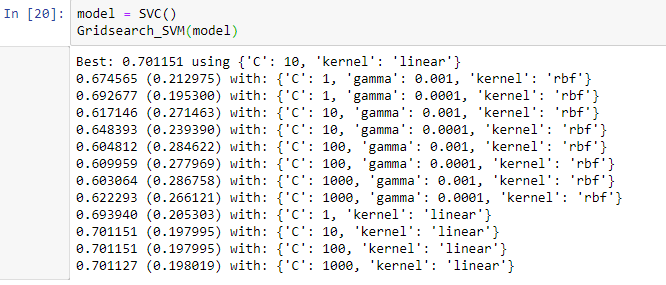 In [20]: model = SVC()
Gridsearch_SVM(model)
Best: 0.701151 using {'C': 10, 'kernel': 'linear'}
0.674565 (0.212975) with: {'C': 1, 'gamma': 0.001, 'kernel': 'rbf'}
0.692677 (0.195300) with: {'C': 1, 'gamma': 0.0001, 'kernel': 'rbf'}
0.617146 (0.271463) with: {'C': 10, 'gamma': 0.001, 'kernel': 'rbf'}
0.648393 (0.239390) with: {'C': 10, 'gamma': 0.0001, 'kernel': 'rbf'}
0.604812 (0.284622) with: {'C': 100, 'gamma': 0.001, 'kernel': 'rbf'}
0.609959 (0.277969) with: {'C': 100, 'gamma': 0.0001, 'kernel': 'rbf'}
0.603064 (0.286758) with: {'C': 1000, 'gamma': 0.001, 'kernel': 'rbf'}
0.622293 (0.266121) with: {'C': 1000, 'gamma': 0.0001, 'kernel': 'rbf'}
0.693940 (0.205303) with: {'C': 1, 'kernel': 'linear'}
0.701151 (0.197995) with: {'C': 10, 'kernel': 'linear'}
0.701151 (0.197995) with: {'C': 100, 'kernel': 'linear'}
0.701127 (0.198019) with: {'C': 1000, 'kernel': 'linear'}